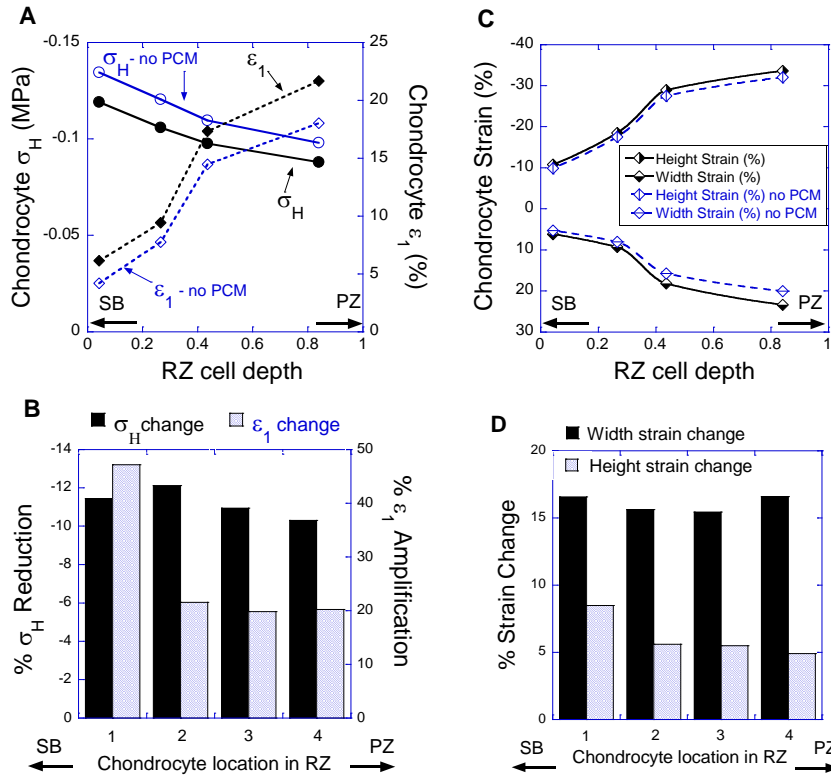 A
-0.15
-0.1
-0.05
0
Chondrocyte σH (MPa)
25
20
15
10
5
0
Chondrocyte ε1 (%)
σH - no PCM
ε1
σH
ε1 - no PCM
SB
PZ
0 0.2 0.4 0.6 0.8 1
RZ cell depth
C
-40
-30
-20
-10
0
10
20
30
Chondrocyte Strain (%)
Height Strain (%)
Width Strain (%)
Height Strain (%) no PCM
Width Strain (%) no PCM
SB
PZ
0 0.2 0.4 0.6 0.8 1
RZ cell depth
B
σH change
ε1 change
-14
-12
-10
-8
-6
-4
-2
0
% σH Reduction
50
40
30
20
10
0
% ε1 Amplification
1 2 3 4
SB
Chondrocyte location in RZ
PZ
D
Width strain change
Height strain change
20
15
10
5
0
% Strain Change
1 2 3 4
SB
Chondrocyte location in RZ
PZ